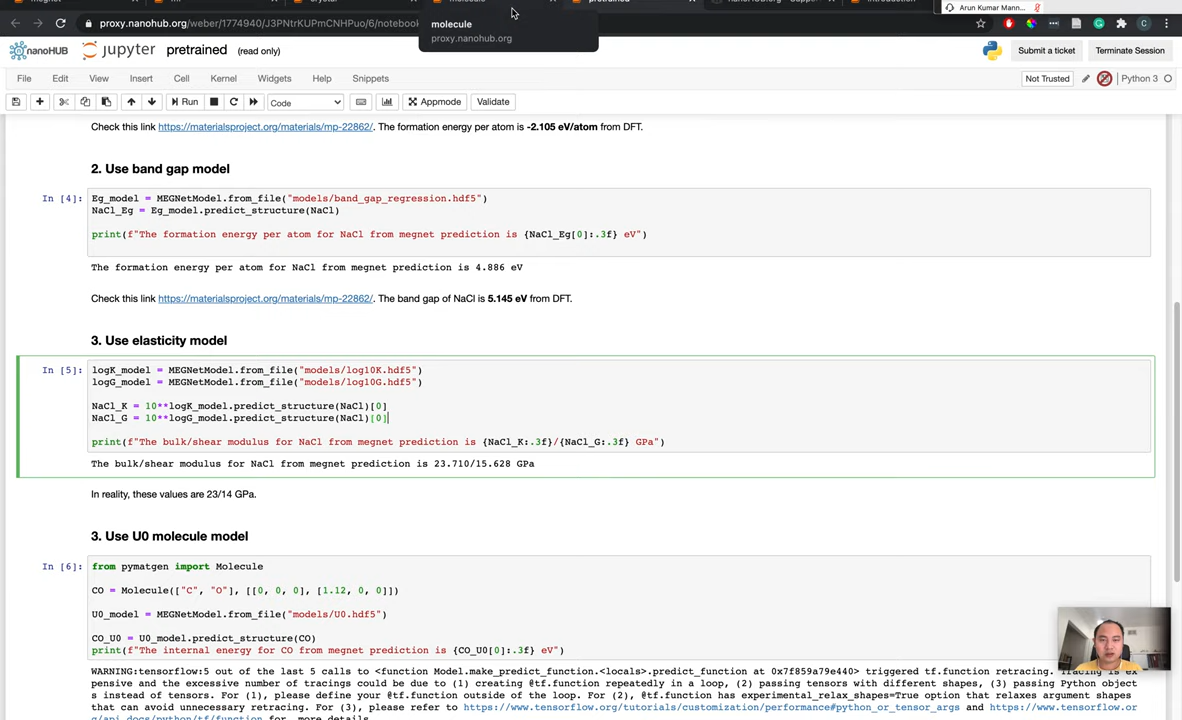 Arun Kumar Mann...
proxy.nanohub.org/weber/1774940/J3PNtrKUPmCNHPuo/6/notebook
molecule
proxy.nanohub.org
nanoHUB
jupyter
pretrained (read only)
Submit a ticket
Terminate Session
File Edit View Insert Cell Kernel Widgets Help Snippets
Not Trusted
Python 3
Run
Code
Appmode
Validate
Check this link https://materialsproject.org/materials/mp-22862/. The formation energy per atom is -2.105 eV/atom from DFT.
2. Use band gap model
In [4]: Eg_model = MEGNetModel.from_file("models/band_gap_regression.hdf5")
NaCl_Eg = Eg_model.predict_structure(NaCl)
print(f"The formation energy per atom for NaCl from megnet prediction is {NaCl_Eg[0]:.3f} eV")
The formation energy per atom for NaCl from megnet prediction is 4.886 eV
Check this link https://materialsproject.org/materials/mp-22862/. The band gap of NaCl is 5.145 eV from DFT.
3. Use elasticity model
In [5]: logK_model = MEGNetModel.from_file("models/log10K.hdf5")
logG_model = MEGNetModel.from_file("models/log10G.hdf5")
NaCl_K = 10**logK_model.predict_structure(NaCl)[0]
NaCl_G = 10**logG_model.predict_structure(NaCl)[0]
print(f"The bulk/shear modulus for NaCl from megnet prediction is {NaCl_K:.3f}/{NaCl_G:.3f} GPa")
The bulk/shear modulus for NaCl from megnet prediction is 23.710/15.628 GPa
In reality, these values are 23/14 GPa.
3. Use U0 molecule model
In [6]: from pymatgen import Molecule
CO = Molecule(["C", "O"], [[0, 0, 0], [1.12, 0, 0]])
U0_model = MEGNetModel.from_file("models/U0.hdf5")
CO_U0 = U0_model.predict_structure(CO)
print(f"The internal energy for CO from megnet prediction is {CO_U0[0]:.3f} eV")
WARNING:tensorflow:5 out of the last 5 calls to <function Model.make_predict_function.<locals>.predict_function at 0x7f859a79e440> triggered tf.function retracing. Tracing is ex
pensive and the excessive number of tracings could be due to (1) creating @tf.function repeatedly in a loop, (2) passing tensors with different shapes, (3) passing Python object
s instead of tensors. For (1), please define your @tf.function outside of the loop. For (2), @tf.function has experimental_relax_shapes=True option that relaxes argument shapes
that can avoid unnecessary retracing. For (3), please refer to https://www.tensorflow.org/tutorials/customization/performance#python_or_tensor_args and https://www.tensorflow.or
g/api_docs/python/tf/function for more details.